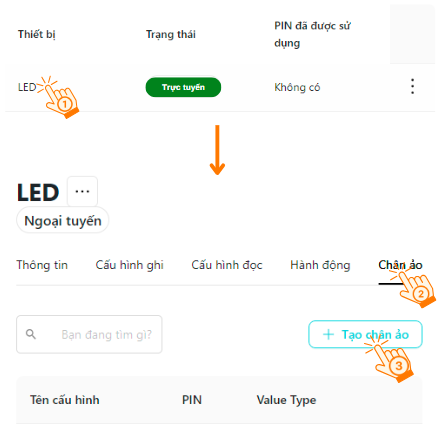 Thiết bị Trạng thái PIN đã được sử dụng
LED Trực tuyến Không có
1
LED ...
Ngoại tuyến
Thông tin Cấu hình ghi Cấu hình đọc Hành động Chân ảo
2
Bạn đang tìm gì? + Tạo chân ảo
3
Tên cấu hình PIN Value Type